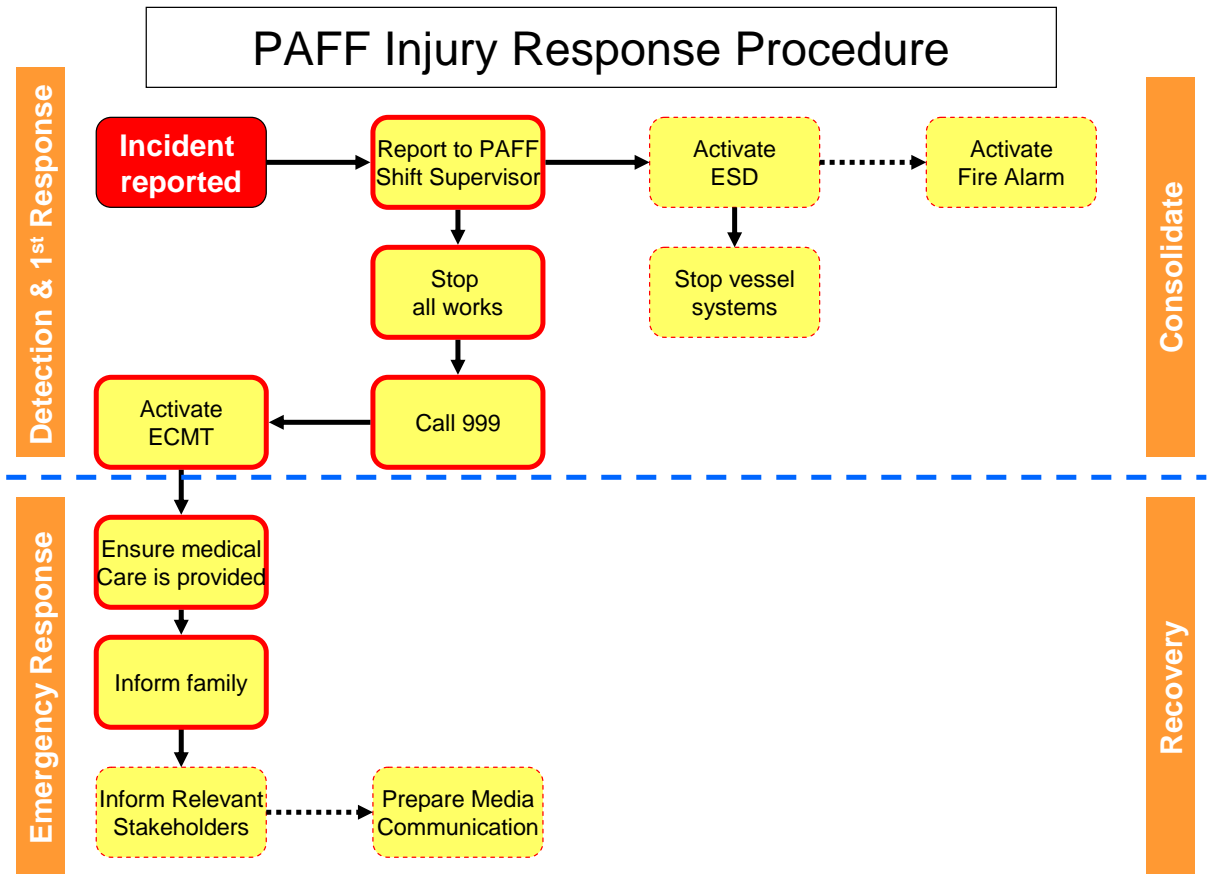 PAFF Injury Response Procedure
Detection & 1st Response
Consolidate
Incident
reported
Report to PAFF
Shift Supervisor
Activate
ESD
Activate
Fire Alarm
Stop
all works
Stop vessel
systems
Activate
ECMT
Call 999
Emergency Response
Recovery
Ensure medical
Care is provided
Inform family
Inform Relevant
Stakeholders
Prepare Media
Communication